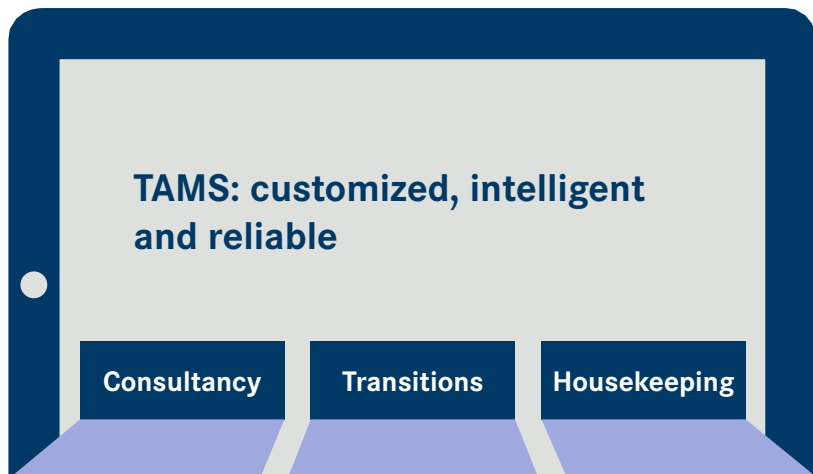 TAMS: customized, intelligent
and reliable
Consultancy
Transitions
Housekeeping